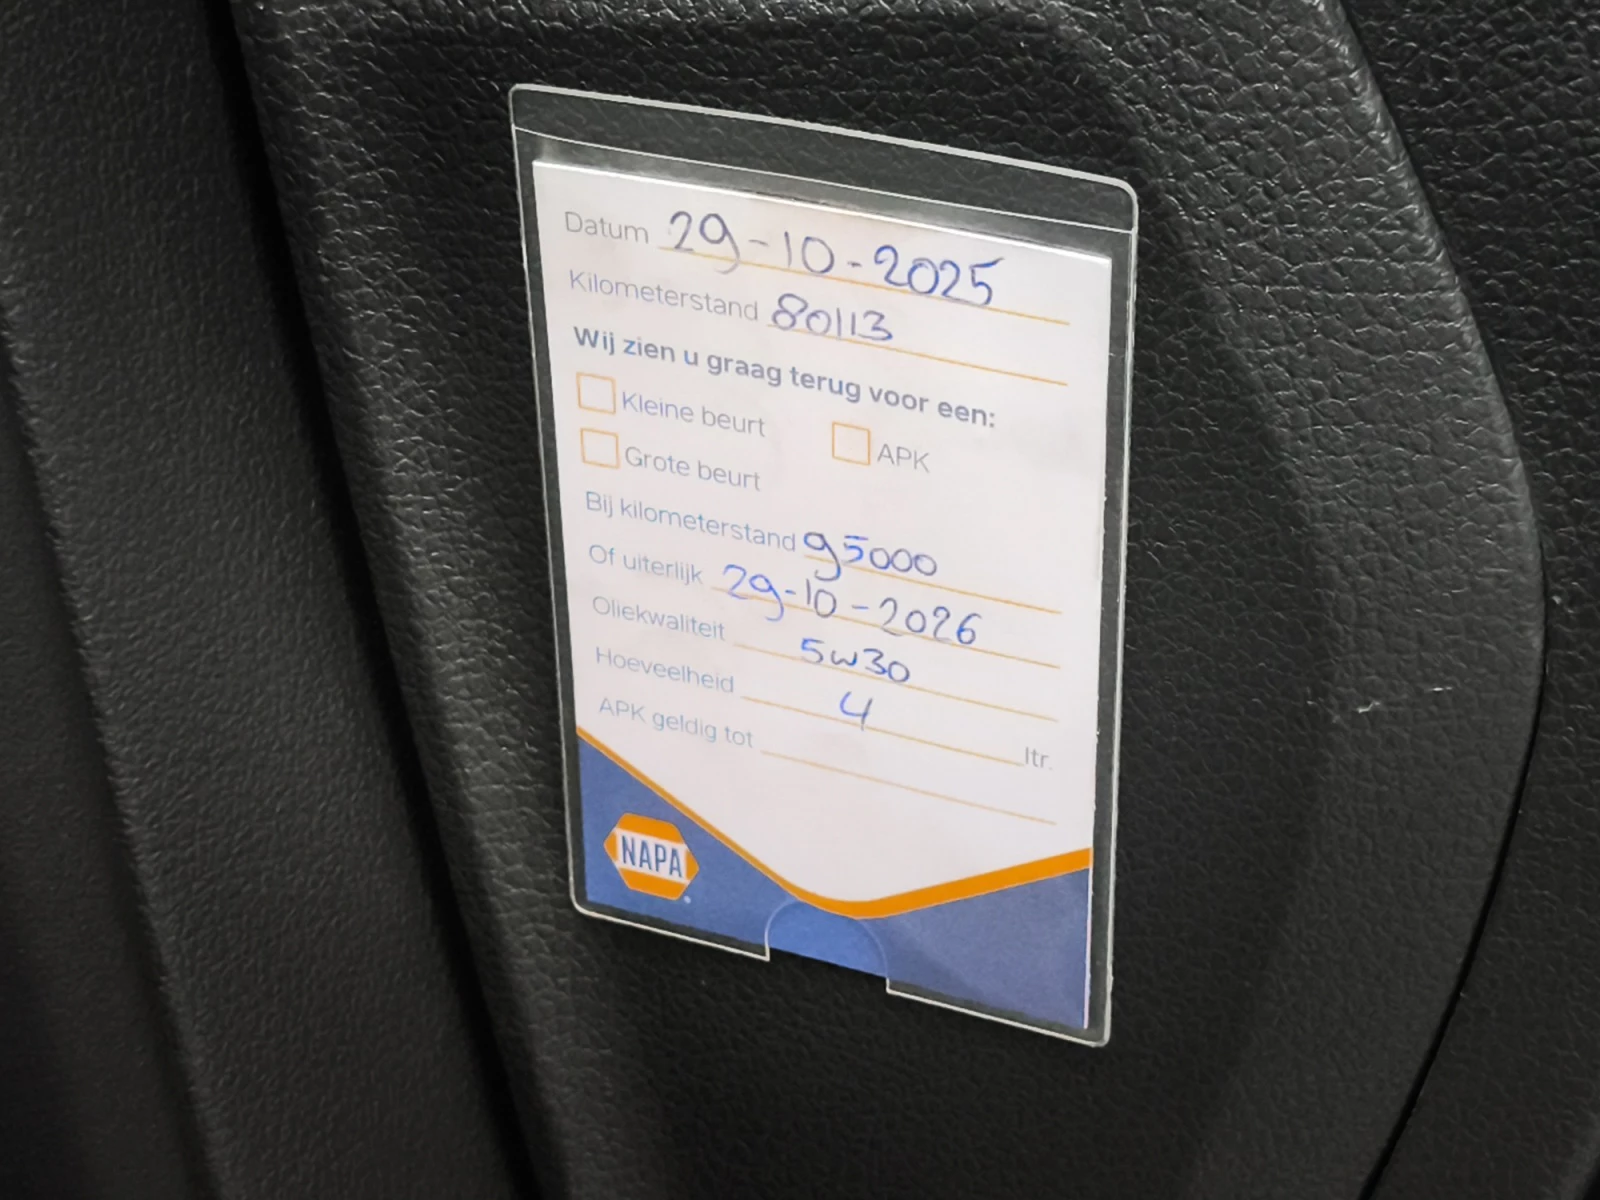 Datum 29-10-2025
Kilometerstand 80113
Wij zien u graag terug voor een:
Kleine beurt APK
Grote beurt
Bij kilometerstand 95000
Of uiterlijk 29-10-2026
Oliekwaliteit 5w30
Hoeveelheid 4 ltr.
APK geldig tot
NAPA